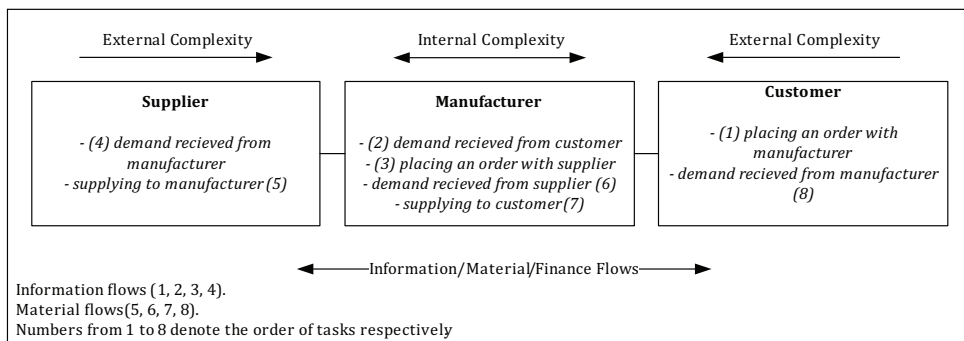 External Complexity
Internal Complexity
External Complexity
Supplier
- (4) demand recieved from
manufacturer
- supplying to manufacturer (5)
Manufacturer
- (2) demand recieved from customer
- (3) placing an order with supplier
- demand recieved from supplier (6)
- supplying to customer (7)
Customer
- (1) placing an order with
manufacturer
- demand recieved from manufacturer
(8)
Information/Material/Finance Flows
Information flows (1, 2, 3, 4).
Material flows(5, 6, 7, 8).
Numbers from 1 to 8 denote the order of tasks respectively